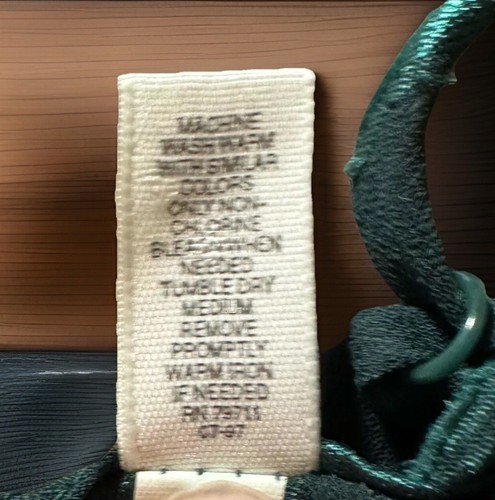 MACHINE
WASH WARM
WITH SIMILAR
COLORS
ONLY NON-
CHLORINE
BLEACH WHEN
NEEDED
TUMBLE DRY
MEDIUM
REMOVE
PROMPTLY
WARM IRON
IF NEEDED
RN 79711
07-97